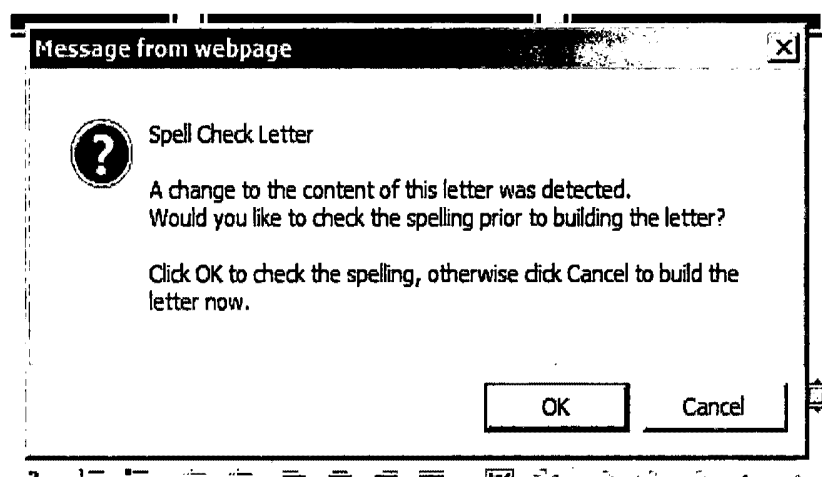 Message from webpage
Spell Check Letter
A change to the content of this letter was detected.
Would you like to check the spelling prior to building the letter?
Click OK to check the spelling, otherwise click Cancel to build the
letter now.
OK
Cancel